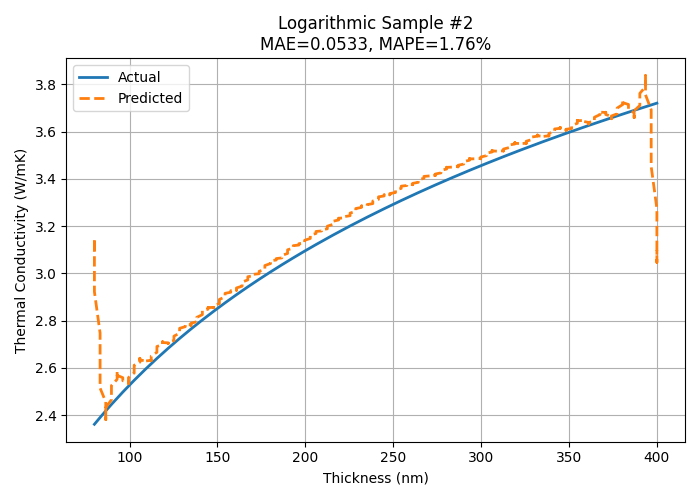 Logarithmic Sample #2
MAE=0.0533, MAPE=1.76%
Actual
Predicted
Thermal Conductivity (W/mK)
3.8
3.6
3.4
3.2
3.0
2.8
2.6
2.4
100
150
200
250
300
350
400
Thickness (nm)